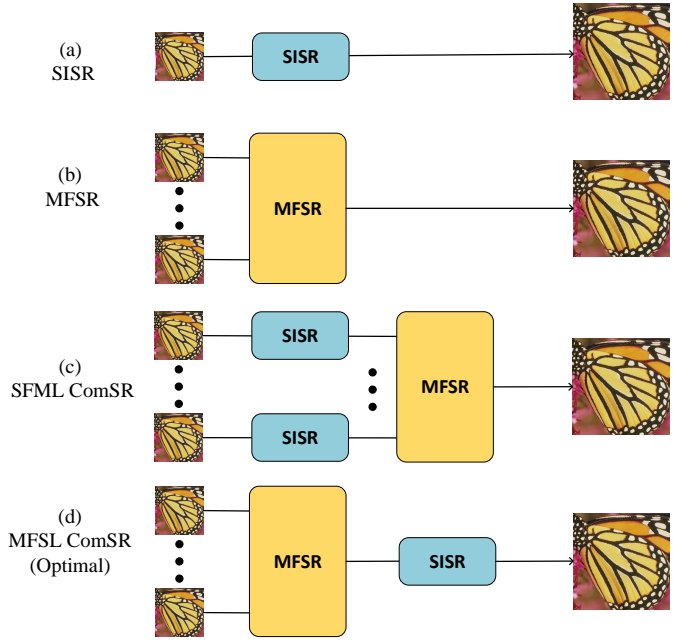 (a)
SISR
SISR
(b)
MFSR
MFSR
(c)
SFML ComSR
SISR
SISR
MFSR
(d)
MFSL ComSR
(Optimal)
MFSR
SISR